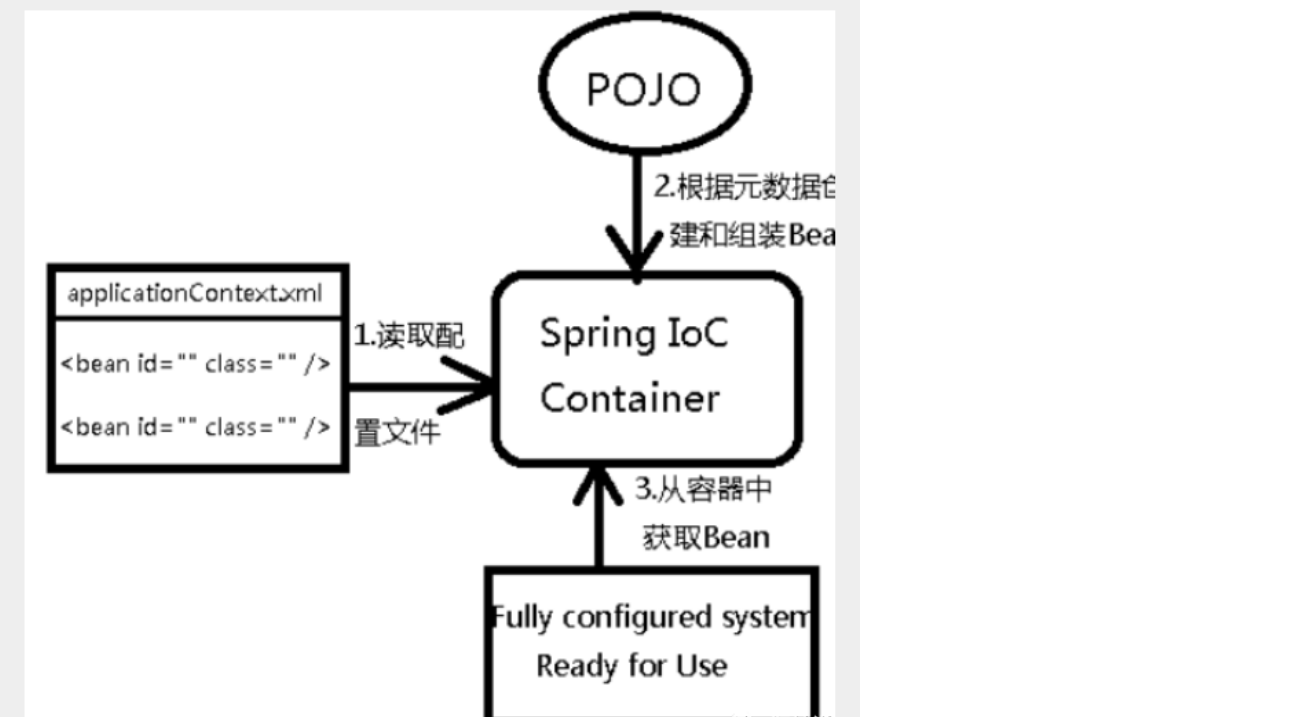 POJO
2.根据元数据
建和组装Bea
applicationContext.xml
<bean id="" class="" />
<bean id="" class="" />
1.读取配
置文件
Spring IoC
Container
3.从容器中
获取Bean
Fully configured system
Ready for Use